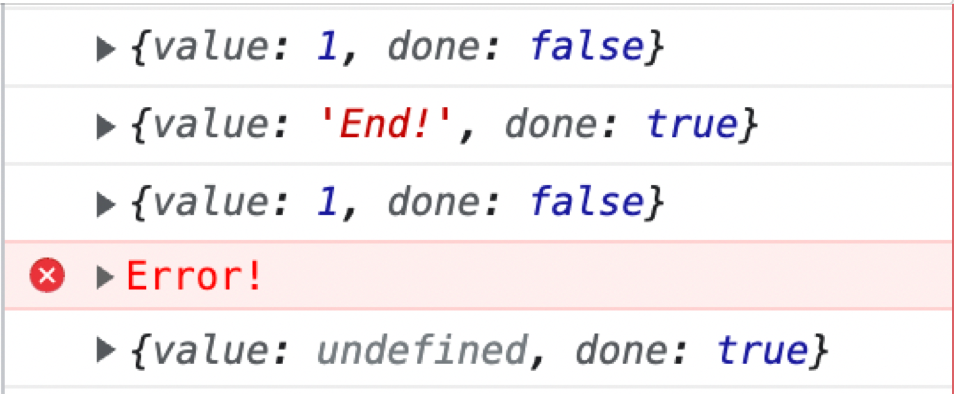 {value: 1, done: false}
{value: 'End!', done: true}
{value: 1, done: false}
Error!
{value: undefined, done: true}